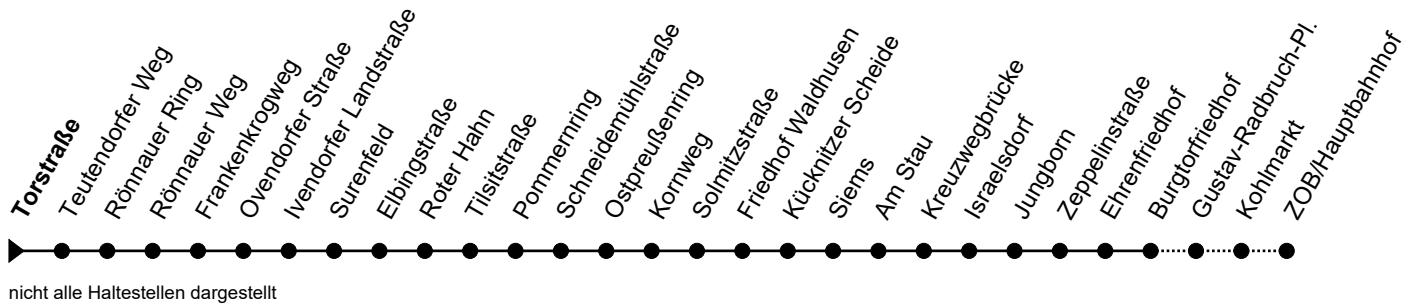 Torstraße
Teutendorfer Weg
Rönnauer Ring
Rönnauer Weg
Frankenkrogweg
Ovendorfer Straße
Ivendorfer Landstraße
Surenfeld
Elbingstraße
Roter Hahn
Tilsitstraße
Pommernring
Schneidemühlstraße
Ostpreußenring
Kornweg
Solmitzstraße
Friedhof Waldhusen
Kücknitzer Scheide
Siems
Am Stau
Kreuzwegbrücke
Israelsdorf
Jungborn
Zeppelinstraße
Ehrenfriedhof
Burgtorfriedhof
Gustav-Radbruch-Pl.
Kohlmarkt
ZOB/Hauptbahnhof
nicht alle Haltestellen dargestellt